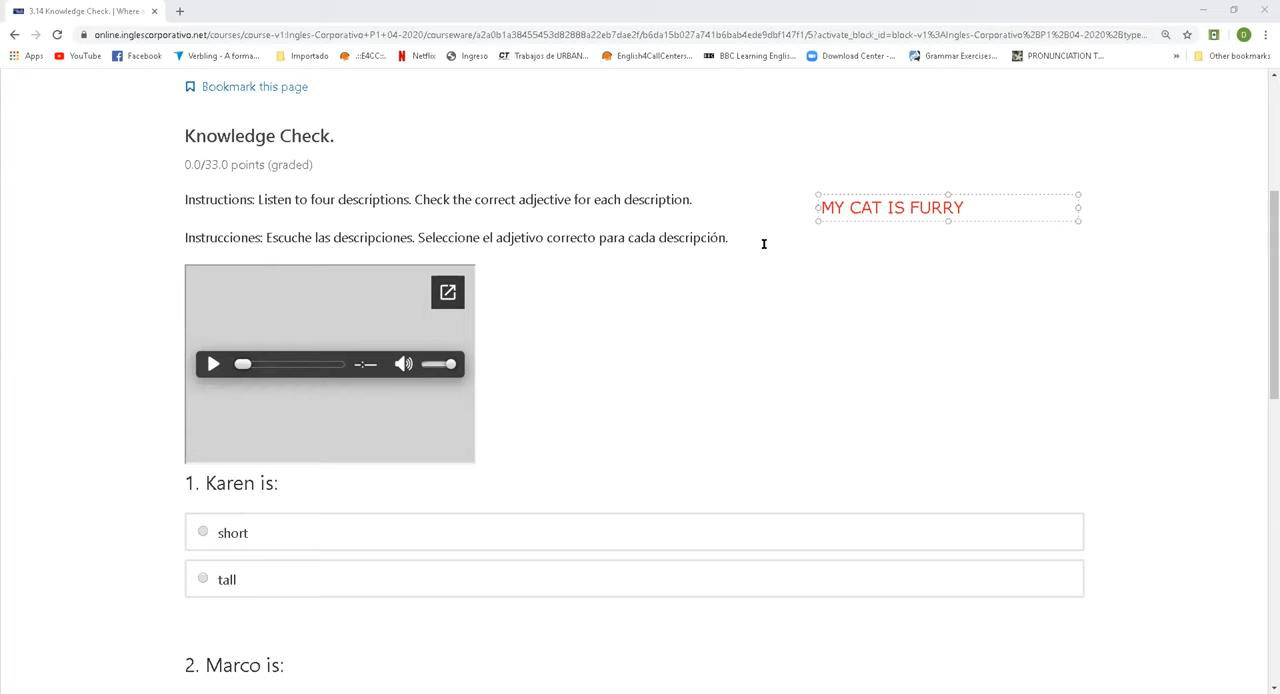 3.14 Knowledge Check. | Where a
online.inglescorporativo.net/courses/course-v1:Ingles-Corporativo+P1+04-2020/courseware/a2a0b1a38455453d82888a22eb7dae2f/b6da15b027a741b6bab4ede9dbf147f1/5?activate_block_id=block-v1%3AIngles-Corporativo%2BP1%2B04-2020%2Btype...
Apps YouTube Facebook Verbling - A forma... Importado .::E4CC::. Netflix Ingreso Trabajos de URBAN... English4CallCenters... BBC Learning Englis... Download Center -... Grammar Exercises... PRONUNCIATION T... » Other bookmarks
Bookmark this page
Knowledge Check.
0.0/33.0 points (graded)
Instructions: Listen to four descriptions. Check the correct adjective for each description.
MY CAT IS FURRY
Instrucciones: Escuche las descripciones. Seleccione el adjetivo correcto para cada descripción.
-:--
1. Karen is:
short
tall
2. Marco is: